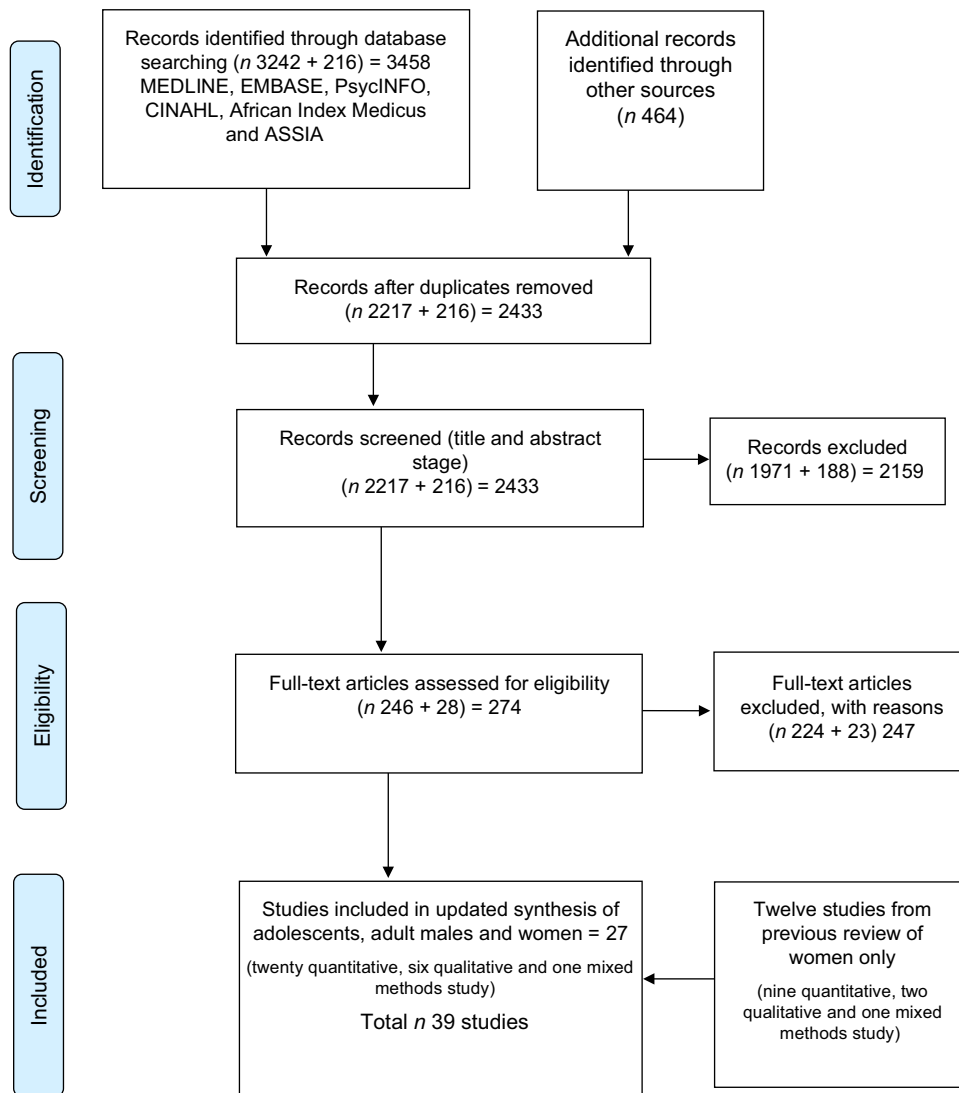 Identification
Records identified through database
searching (n 3242 + 216) = 3458
MEDLINE, EMBASE, PsycINFO,
CINAHL, African Index Medicus
and ASSIA
Additional records
identified through
other sources
(n 464)
Records after duplicates removed
(n 2217 + 216) = 2433
Screening
Records screened (title and abstract
stage)
(n 2217 + 216) = 2433
Records excluded
(n 1971 + 188) = 2159
Eligibility
Full-text articles assessed for eligibility
(n 246 + 28) = 274
Full-text articles
excluded, with reasons
(n 224 + 23) 247
Included
Studies included in updated synthesis of
adolescents, adult males and women = 27
(twenty quantitative, six qualitative and one mixed
methods study)
Total n 39 studies
Twelve studies from
previous review of
women only
(nine quantitative, two
qualitative and one mixed
methods study)